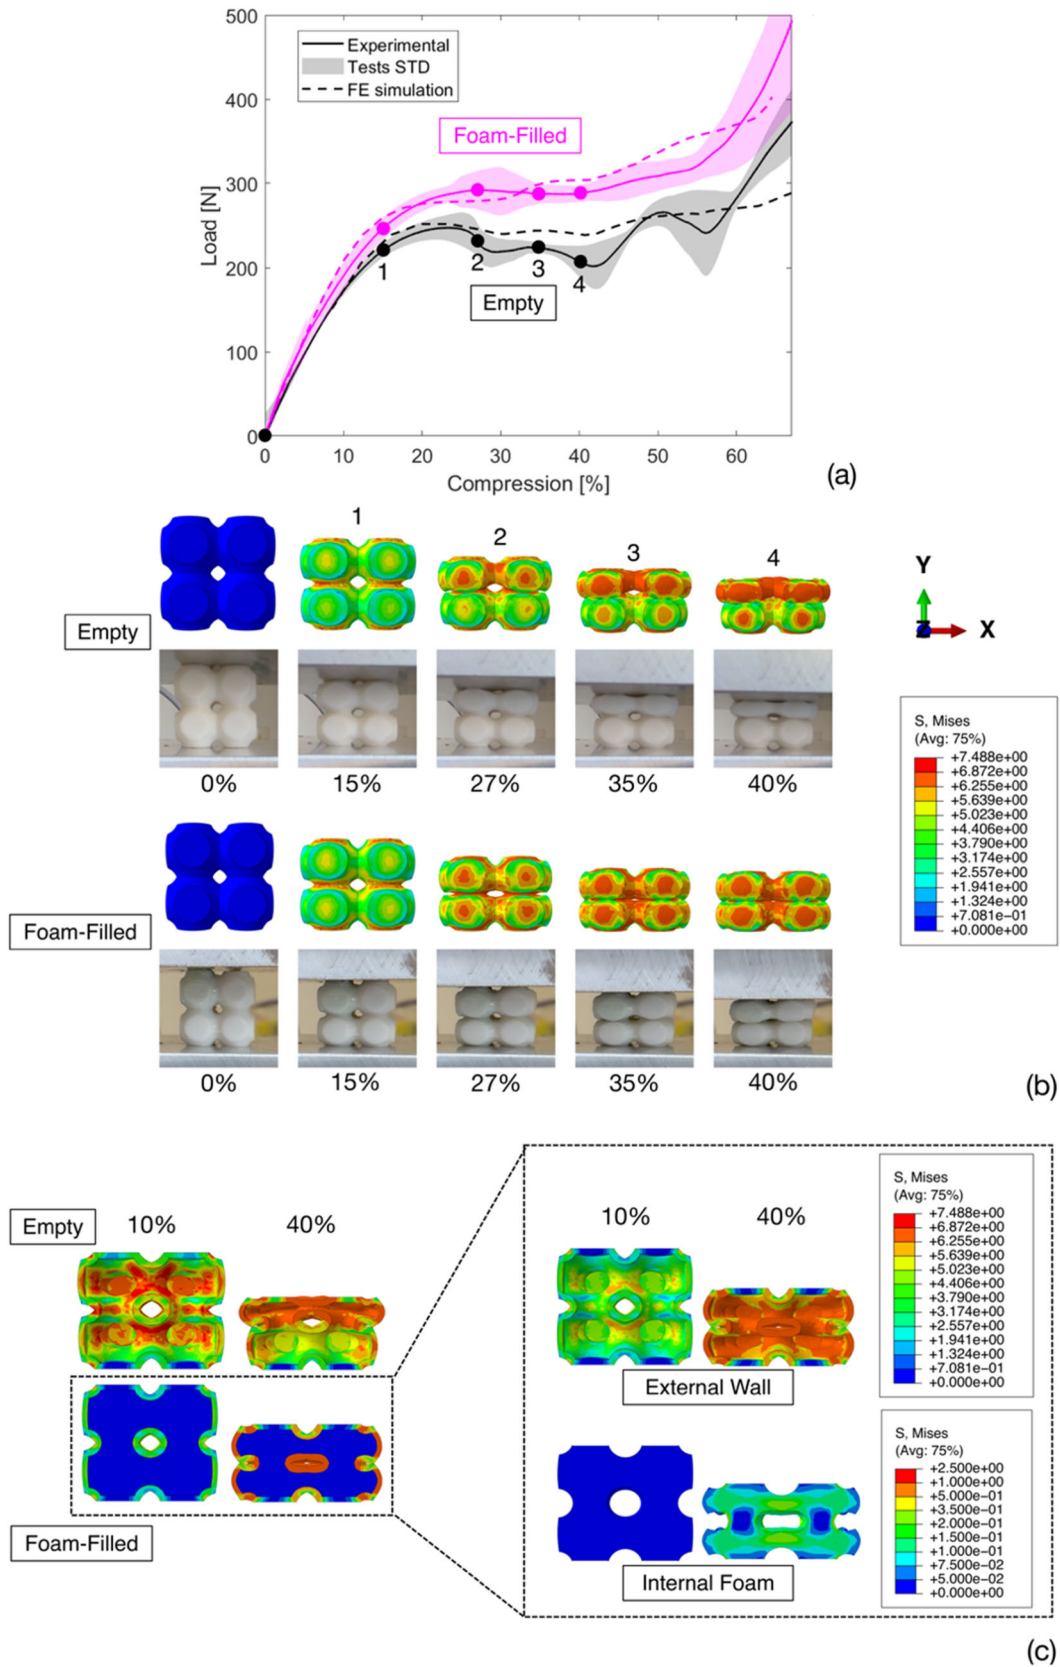 500
400
300
200
100
0
Load [N]
Experimental
Tests STD
FE simulation
Foam-Filled
Empty
1
2
3
4
0
10
20
30
40
50
60
Compression [%]
(a)
1
2
3
4
Empty
0%
15%
27%
35%
40%
Y
Z
X
S, Mises
(Avg: 75%)
+7.488e+00
+6.872e+00
+6.255e+00
+5.639e+00
+5.023e+00
+4.406e+00
+3.790e+00
+3.174e+00
+2.557e+00
+1.941e+00
+1.324e+00
+7.081e-01
+0.000e+00
Foam-Filled
0%
15%
27%
35%
40%
(b)
Empty
10%
40%
Foam-Filled
10%
40%
External Wall
S, Mises
(Avg: 75%)
+7.488e+00
+6.872e+00
+6.255e+00
+5.639e+00
+5.023e+00
+4.406e+00
+3.790e+00
+3.174e+00
+2.557e+00
+1.941e+00
+1.324e+00
+7.081e-01
+0.000e+00
Internal Foam
S, Mises
(Avg: 75%)
+2.500e+00
+1.000e+00
+5.000e-01
+3.500e-01
+2.000e-01
+1.500e-01
+1.000e-01
+7.500e-02
+5.000e-02
+0.000e+00
(c)